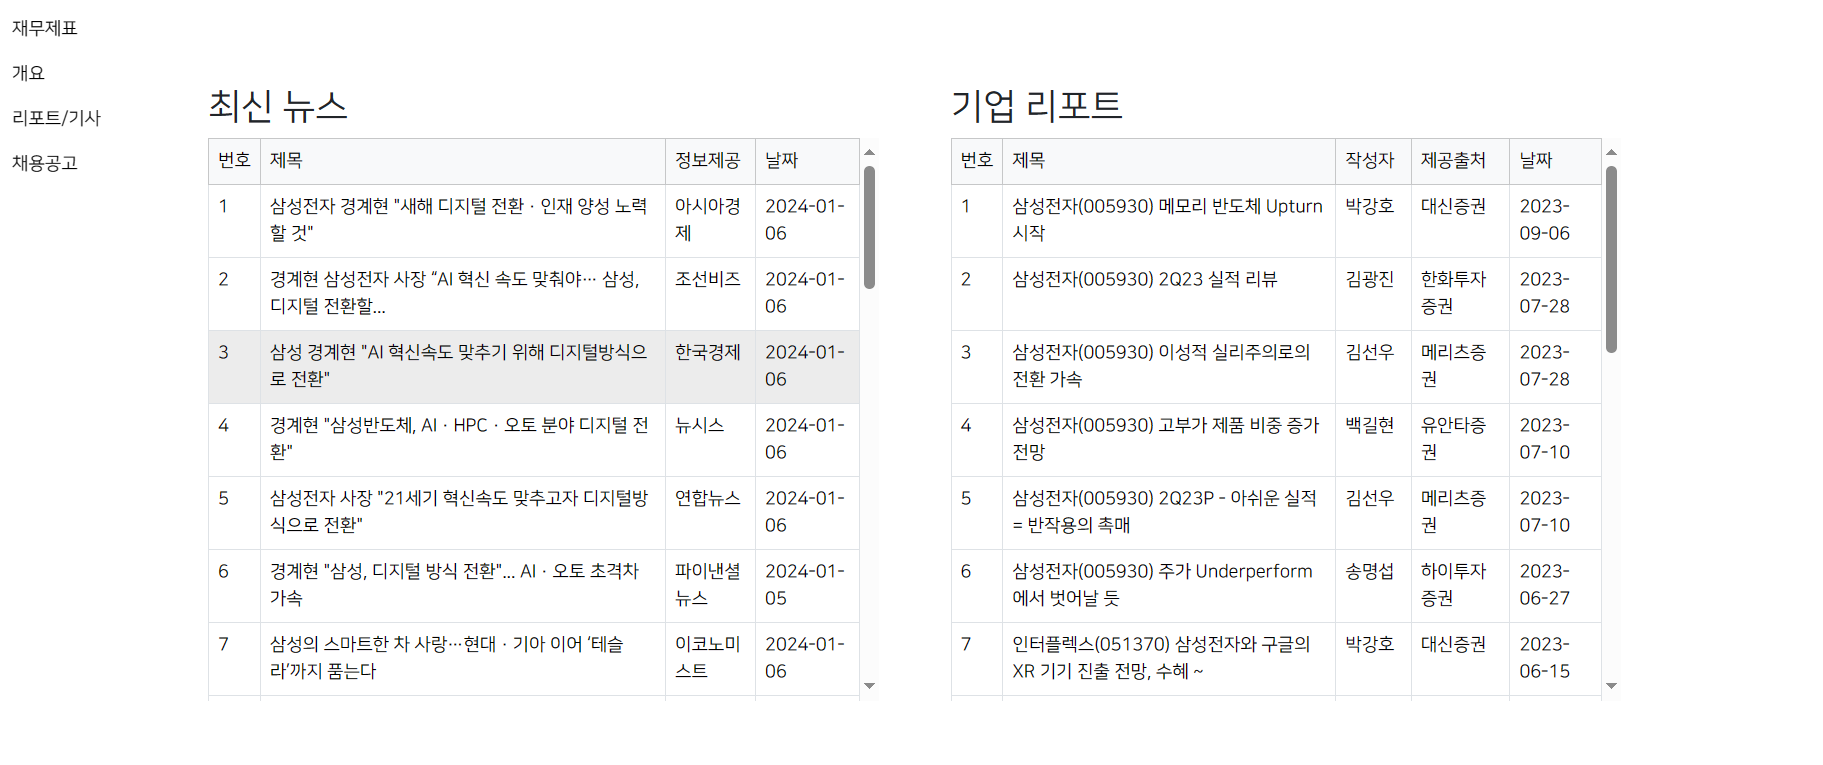 재무제표
개요
리포트/기사
채용공고
최신 뉴스
번호 제목 정보제공 날짜
1 삼성전자 경계현 "새해 디지털 전환·인재 양성 노력 아시아경 2024-01-
할 것" 제 06
2 경계현 삼성전자 사장 “AI 혁신 속도 맞춰야… 삼성, 조선비즈 2024-01-
디지털 전환할... 06
3 삼성 경계현 "AI 혁신속도 맞추기 위해 디지털방식으 한국경제 2024-01-
로 전환" 06
4 경계현 "삼성반도체, AI·HPC·오토 분야 디지털 전 뉴시스 2024-01-
환" 06
5 삼성전자 사장 "21세기 혁신속도 맞추고자 디지털방 연합뉴스 2024-01-
식으로 전환" 06
6 경계현 "삼성, 디지털 방식 전환"... AI·오토 초격차 파이낸셜 2024-01-
가속 뉴스 05
7 삼성의 스마트한 차 사랑…현대·기아 이어 ‘테슬 이코노미 2024-01-
라’까지 품는다 스트 06
기업 리포트
번호 제목 작성자 제공출처 날짜
1 삼성전자(005930) 메모리 반도체 Upturn 박강호 대신증권 2023-
시작 09-06
2 삼성전자(005930) 2Q23 실적 리뷰 김광진 한화투자 2023-
증권 07-28
3 삼성전자(005930) 이성적 실리주의로의 김선우 메리츠증 2023-
전환 가속 권 07-28
4 삼성전자(005930) 고부가 제품 비중 증가 백길현 유안타증 2023-
전망 권 07-10
5 삼성전자(005930) 2Q23P - 아쉬운 실적 김선우 메리츠증 2023-
= 반작용의 촉매 권 07-10
6 삼성전자(005930) 주가 Underperform 송명섭 하이투자 2023-
에서 벗어날 듯 증권 06-27
7 인터플렉스(051370) 삼성전자와 구글의 박강호 대신증권 2023-
XR 기기 진출 전망, 수혜 ~ 06-15